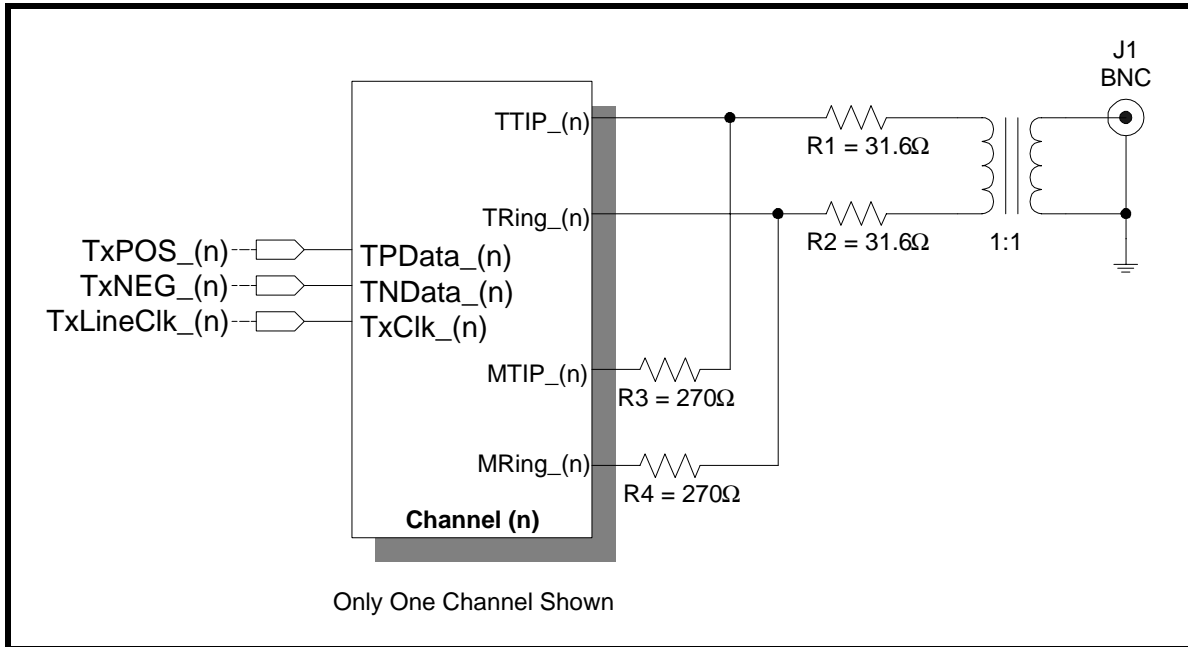 J1
BNC
TTIP_(n)
R1 = 31.6Ω
TRing_(n)
R2 = 31.6Ω
1:1
TxPOS_(n)
TPData_(n)
TxNEG_(n)
TNData_(n)
TxLineClk_(n)
TxClk_(n)
MTIP_(n)
R3 = 270Ω
MRing_(n)
R4 = 270Ω
Channel (n)
Only One Channel Shown